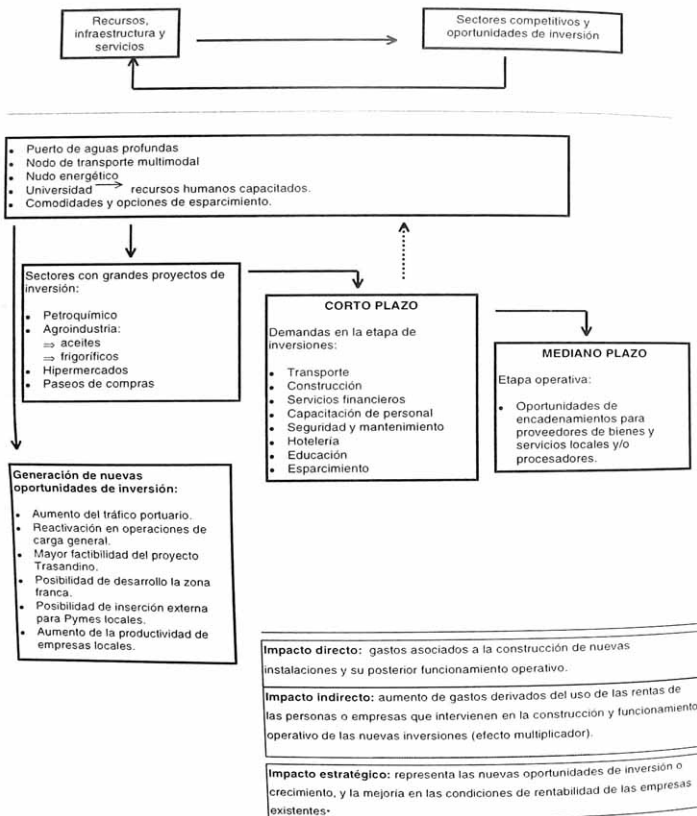 Recursos,
infraestructura y
servicios
Sectores competitivos y
oportunidades de inversión
• Puerto de aguas profundas
• Nodo de transporte multimodal
• Nudo energético
• Universidad → recursos humanos capacitados.
• Comodidades y opciones de esparcimiento.
Sectores con grandes proyectos de
inversión:
• Petroquímico
• Agroindustria:
⇒ aceites
⇒ frigoríficos
• Hipermercados
• Paseos de compras
CORTO PLAZO
Demandas en la etapa de
inversiones:
• Transporte
• Construcción
• Servicios financieros
• Capacitación de personal
• Seguridad y mantenimiento
• Hotelería
• Educación
• Esparcimiento
MEDIANO PLAZO
Etapa operativa:
• Oportunidades de
encadenamientos para
proveedores de bienes y
servicios locales y/o
procesadores.
Generación de nuevas
oportunidades de inversión:
• Aumento del tráfico portuario.
• Reactivación en operaciones de
carga general.
• Mayor factibilidad del proyecto
Trasandino.
• Posibilidad de desarrollo la zona
franca.
• Posibilidad de inserción externa
para Pymes locales.
• Aumento de la productividad de
empresas locales.
Impacto directo: gastos asociados a la construcción de nuevas
instalaciones y su posterior funcionamiento operativo.
Impacto indirecto: aumento de gastos derivados del uso de las rentas de
las personas o empresas que intervienen en la construcción y funcionamiento
operativo de las nuevas inversiones (efecto multiplicador).
Impacto estratégico: representa las nuevas oportunidades de inversión o
crecimiento, y la mejoría en las condiciones de rentabilidad de las empresas
existentes.